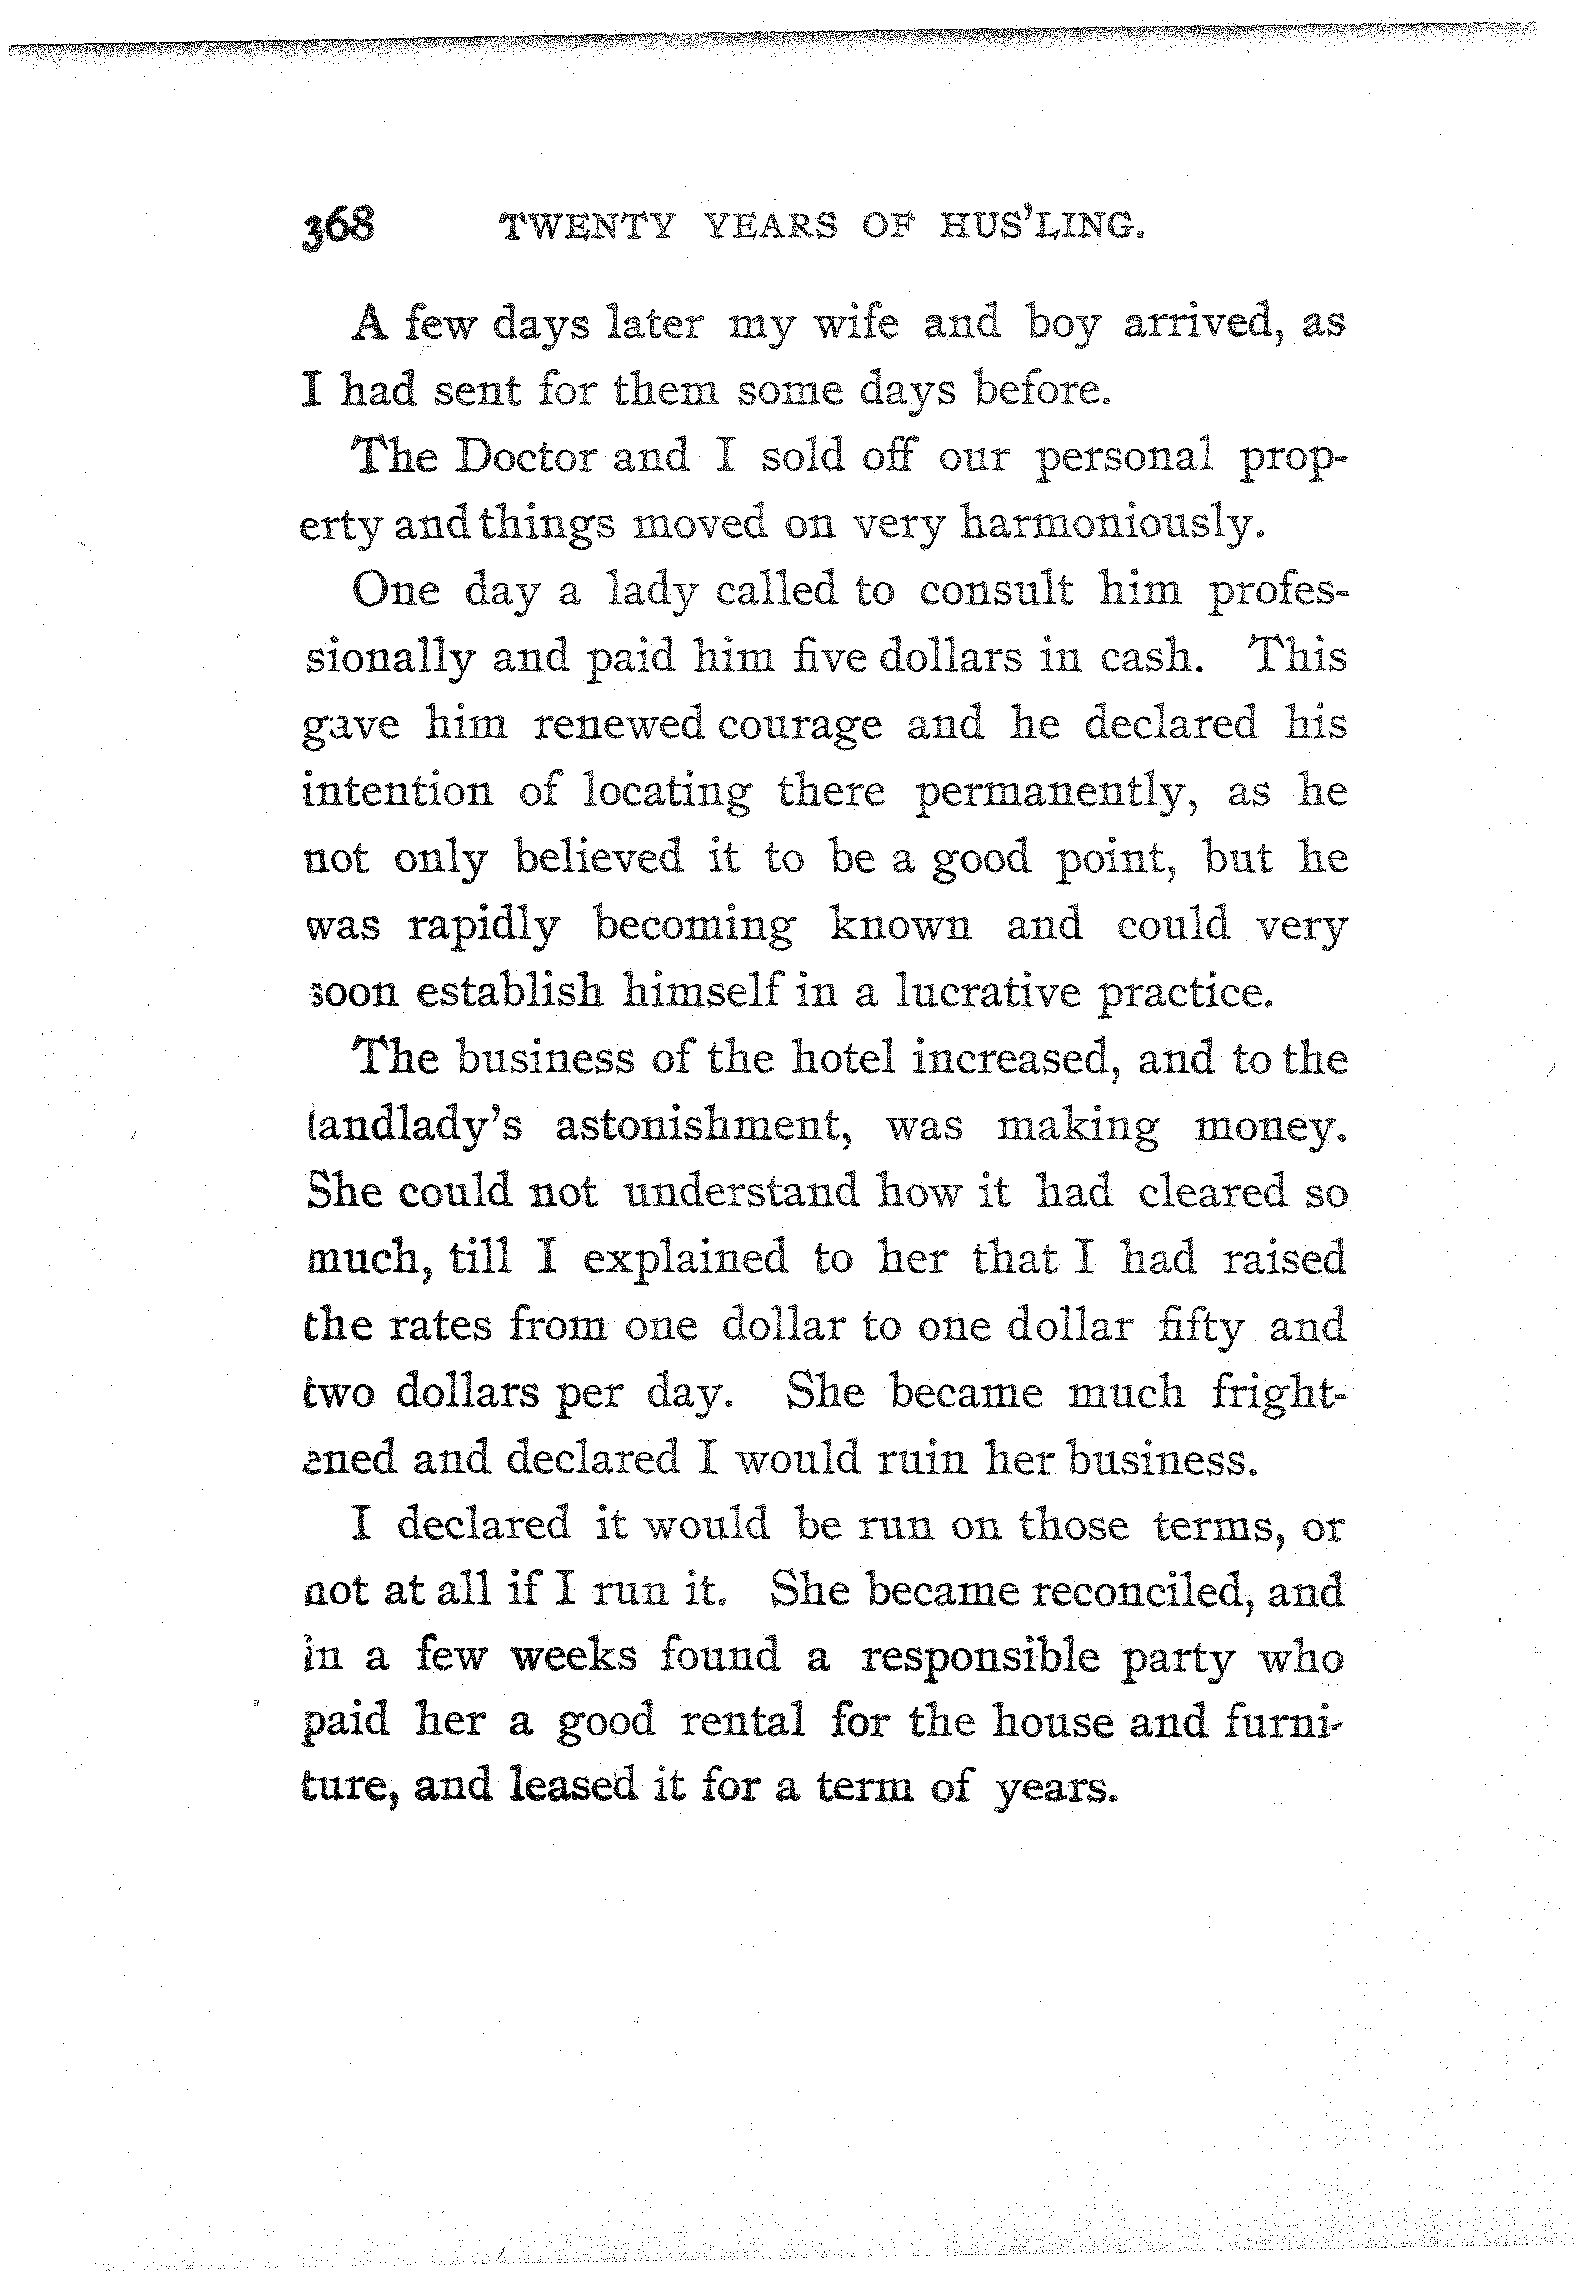 368 TWENTY YEARS OF HUS'LING.
A few days later my wife and boy arrived, as
I had sent for them some days before.
The Doctor and I sold off our personal prop-
erty and things moved on very harmoniously.
One day a lady called to consult him profes-
sionally and paid him five dollars in cash. This
gave him renewed courage and he declared his
intention of locating there permanently, as he
not only believed it to be a good point, but he
was rapidly becoming known and could very
soon establish himself in a lucrative practice.
The business of the hotel increased, and to the
landlady's astonishment, was making money.
She could not understand how it had cleared so
much, till I explained to her that I had raised
the rates from one dollar to one dollar fifty and
two dollars per day. She became much fright-
ened and declared I would ruin her business.
I declared it would be run on those terms, or
not at all if I run it. She became reconciled, and
in a few weeks found a responsible party who
paid her a good rental for the house and furni-
ture, and leased it for a term of years.